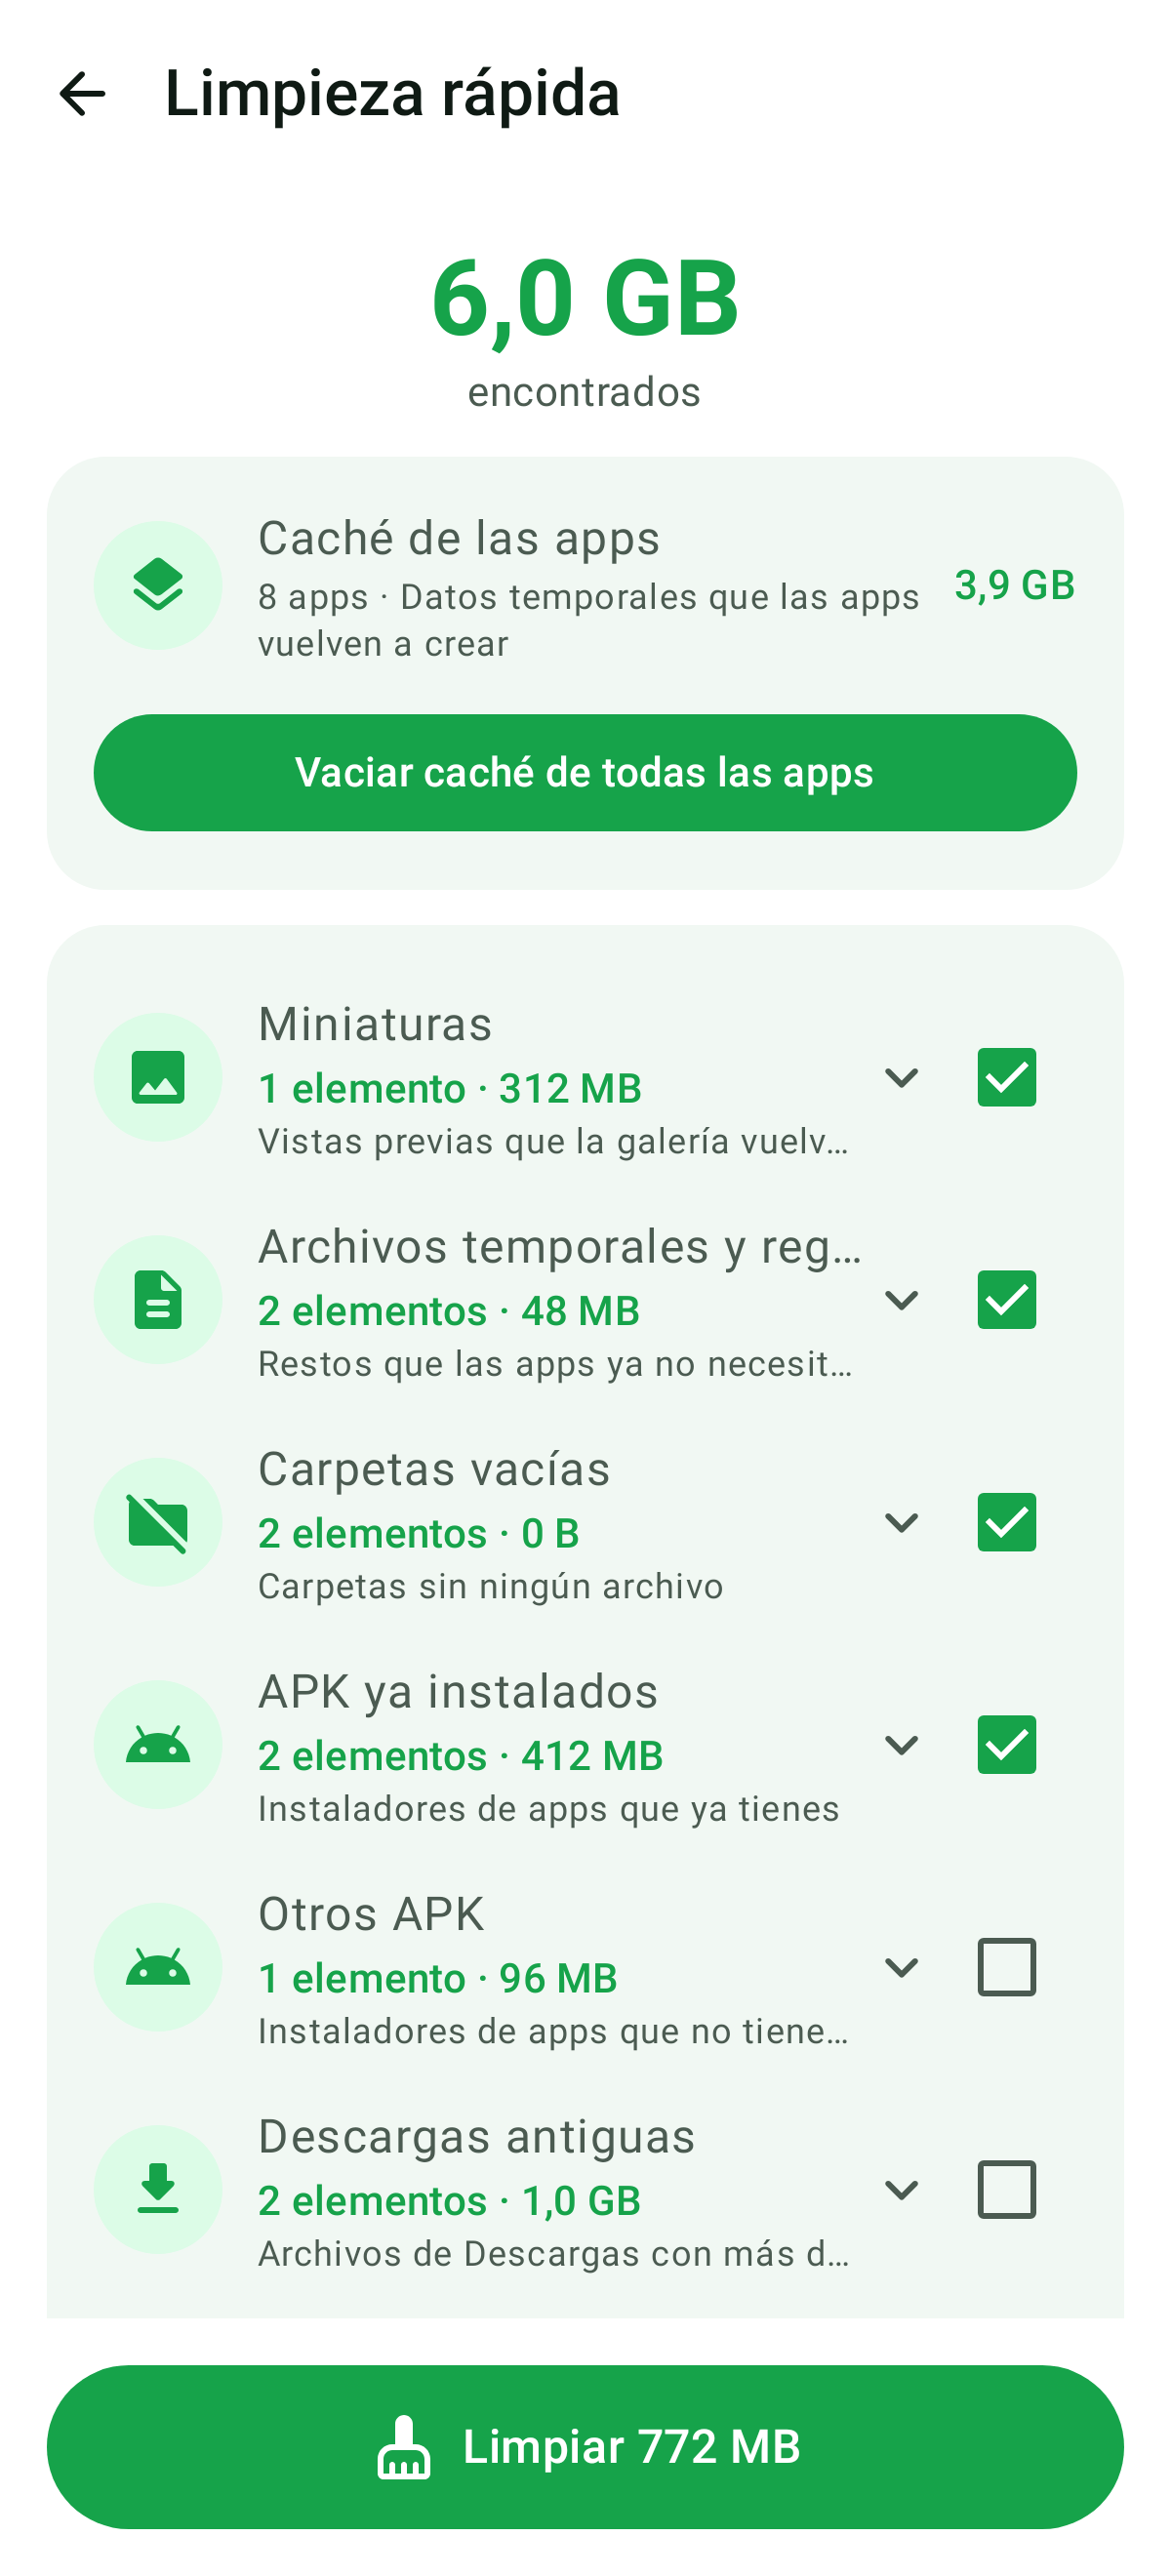 Limpieza rápida
6,0 GB
encontrados
Caché de las apps
8 apps · Datos temporales que las apps
vuelven a crear
3,9 GB
Vaciar caché de todas las apps
Miniaturas
1 elemento · 312 MB
Vistas previas que la galería vuelv…
Archivos temporales y reg…
2 elementos · 48 MB
Restos que las apps ya no necesit…
Carpetas vacías
2 elementos · 0 B
Carpetas sin ningún archivo
APK ya instalados
2 elementos · 412 MB
Instaladores de apps que ya tienes
Otros APK
1 elemento · 96 MB
Instaladores de apps que no tiene…
Descargas antiguas
2 elementos · 1,0 GB
Archivos de Descargas con más d…
Limpiar 772 MB